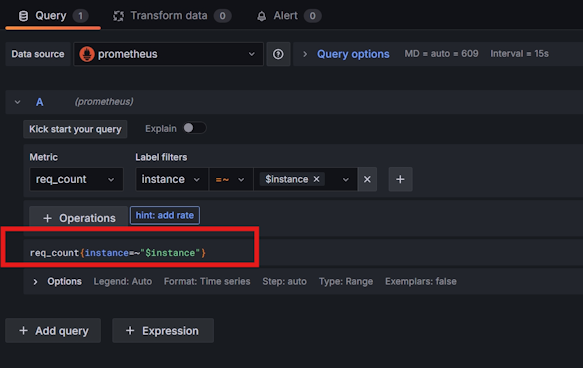 Query 1 Transform data 0 Alert 0
Data source prometheus Query options MD = auto = 609 Interval = 15s
A (prometheus)
Kick start your query Explain
Metric Label filters
req_count instance =~ $instance
+ Operations hint: add rate
req_count{instance=~"$instance"}
Options Legend: Auto Format: Time series Step: auto Type: Range Exemplars: false
+ Add query + Expression